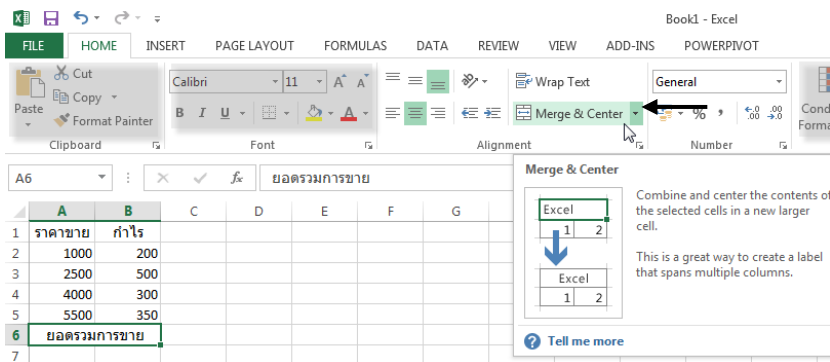 Book1 - Excel
FILE HOME INSERT PAGE LAYOUT FORMULAS DATA REVIEW VIEW ADD-INS POWERPIVOT
Cut
Copy
Format Painter
Paste
Clipboard
Calibri 11 A A
B I U A
Font
Wrap Text
Merge & Center
Alignment
General
% , .0 .00 .00 .0
Number
Cond
Forma
A6 fx ยอดรวมการขาย
A B C D E F G
1 ราคาขาย กำไร
2 1000 200
3 2500 500
4 4000 300
5 5500 350
6 ยอดรวมการขาย
7
Merge & Center
Excel
1 2
Excel
1 2
Combine and center the contents of
the selected cells in a new larger
cell.
This is a great way to create a label
that spans multiple columns.
? Tell me more